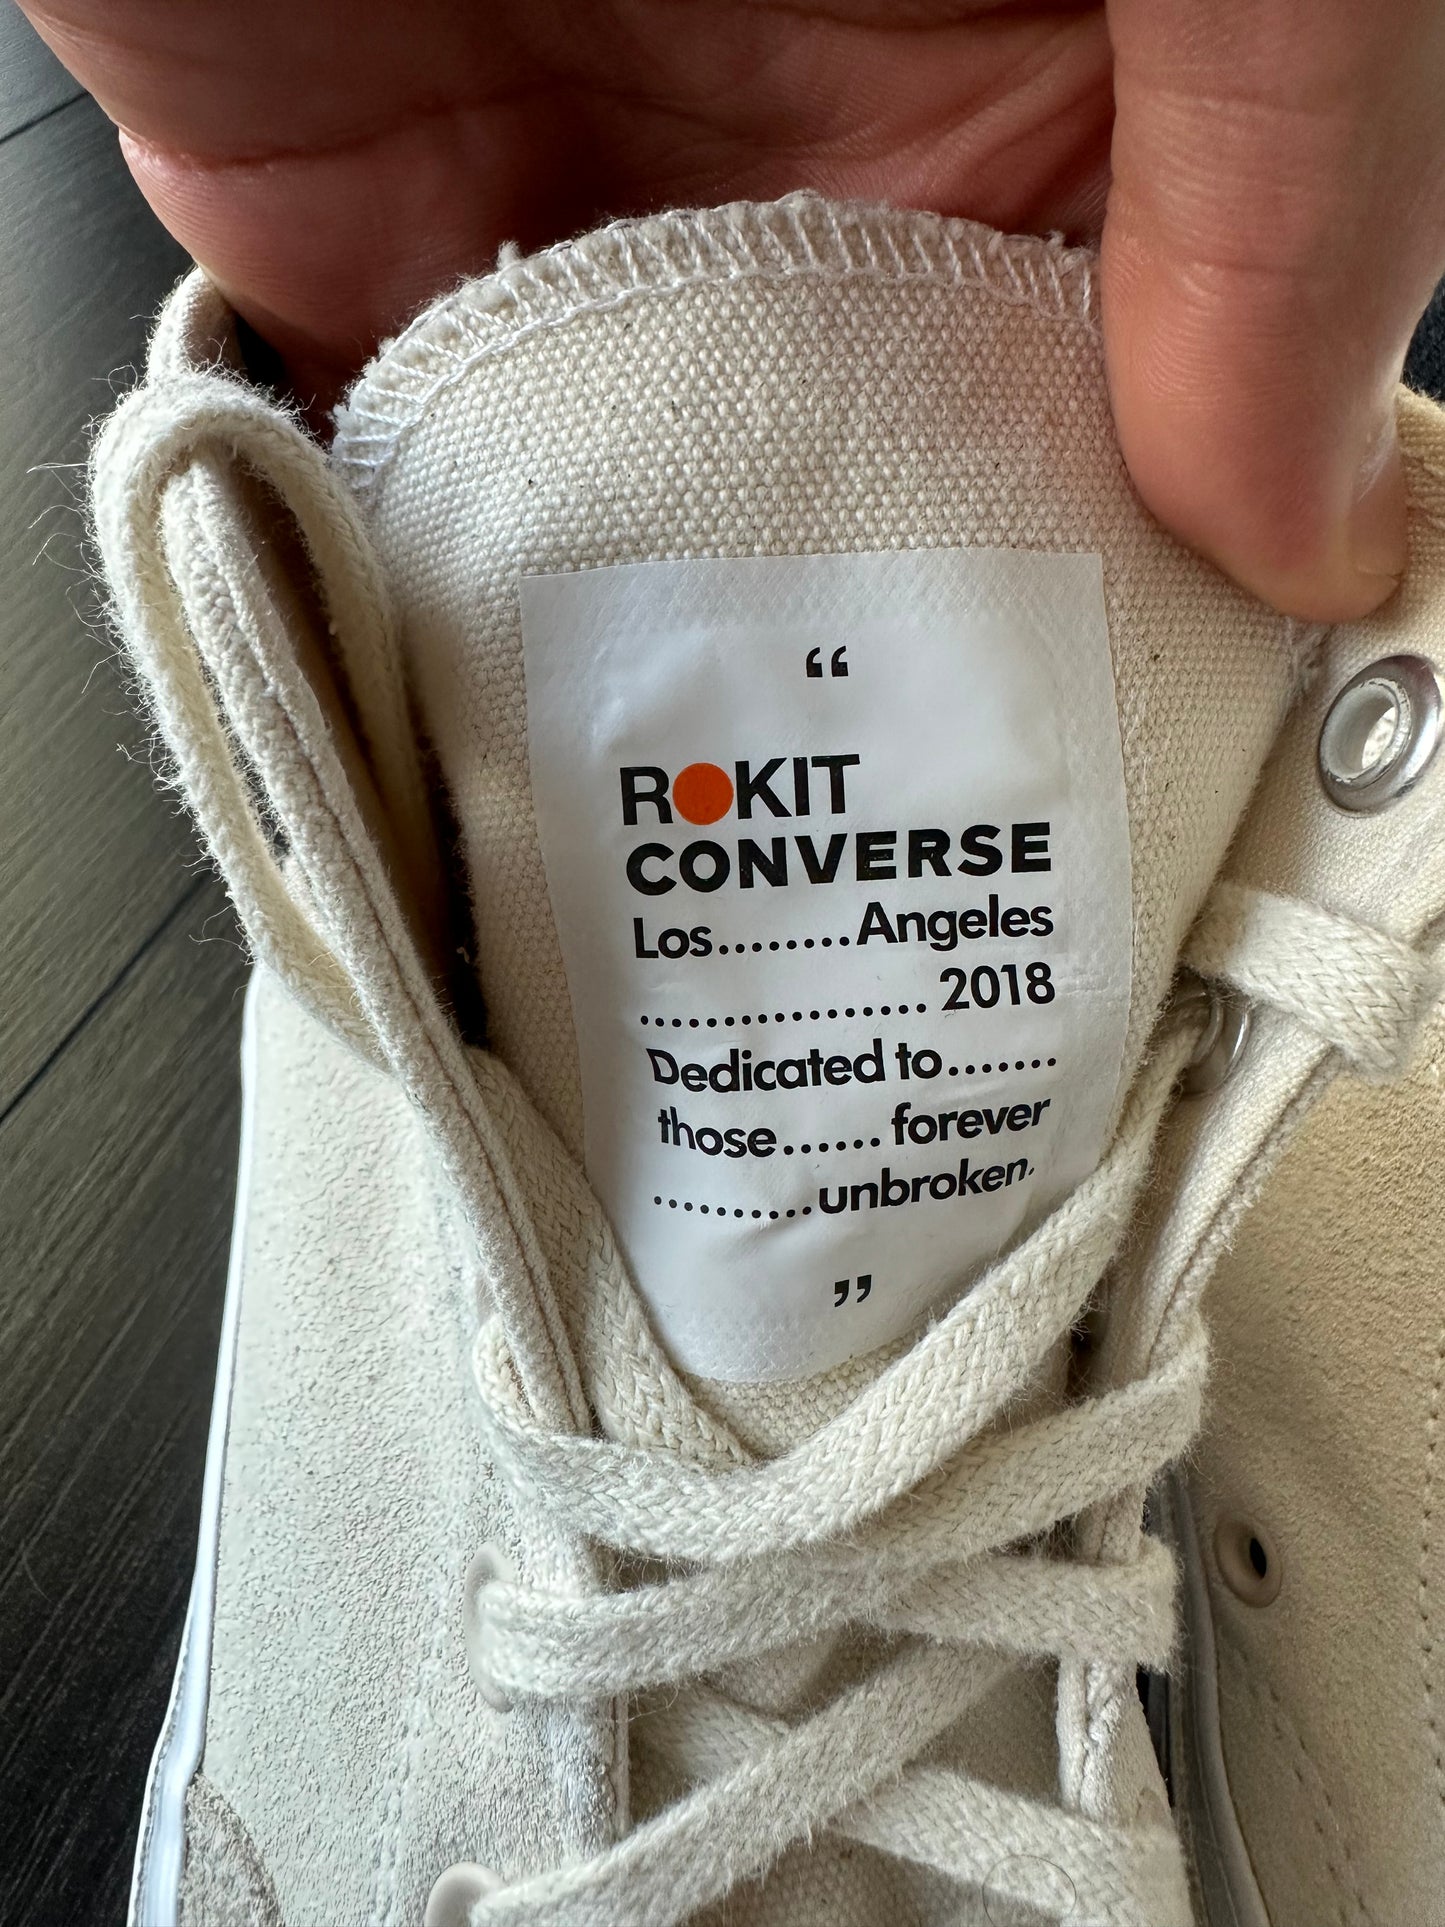 “
ROKIT
CONVERSE
Los........Angeles
.................. 2018
Dedicated to.......
those......forever
..........unbroken.
”